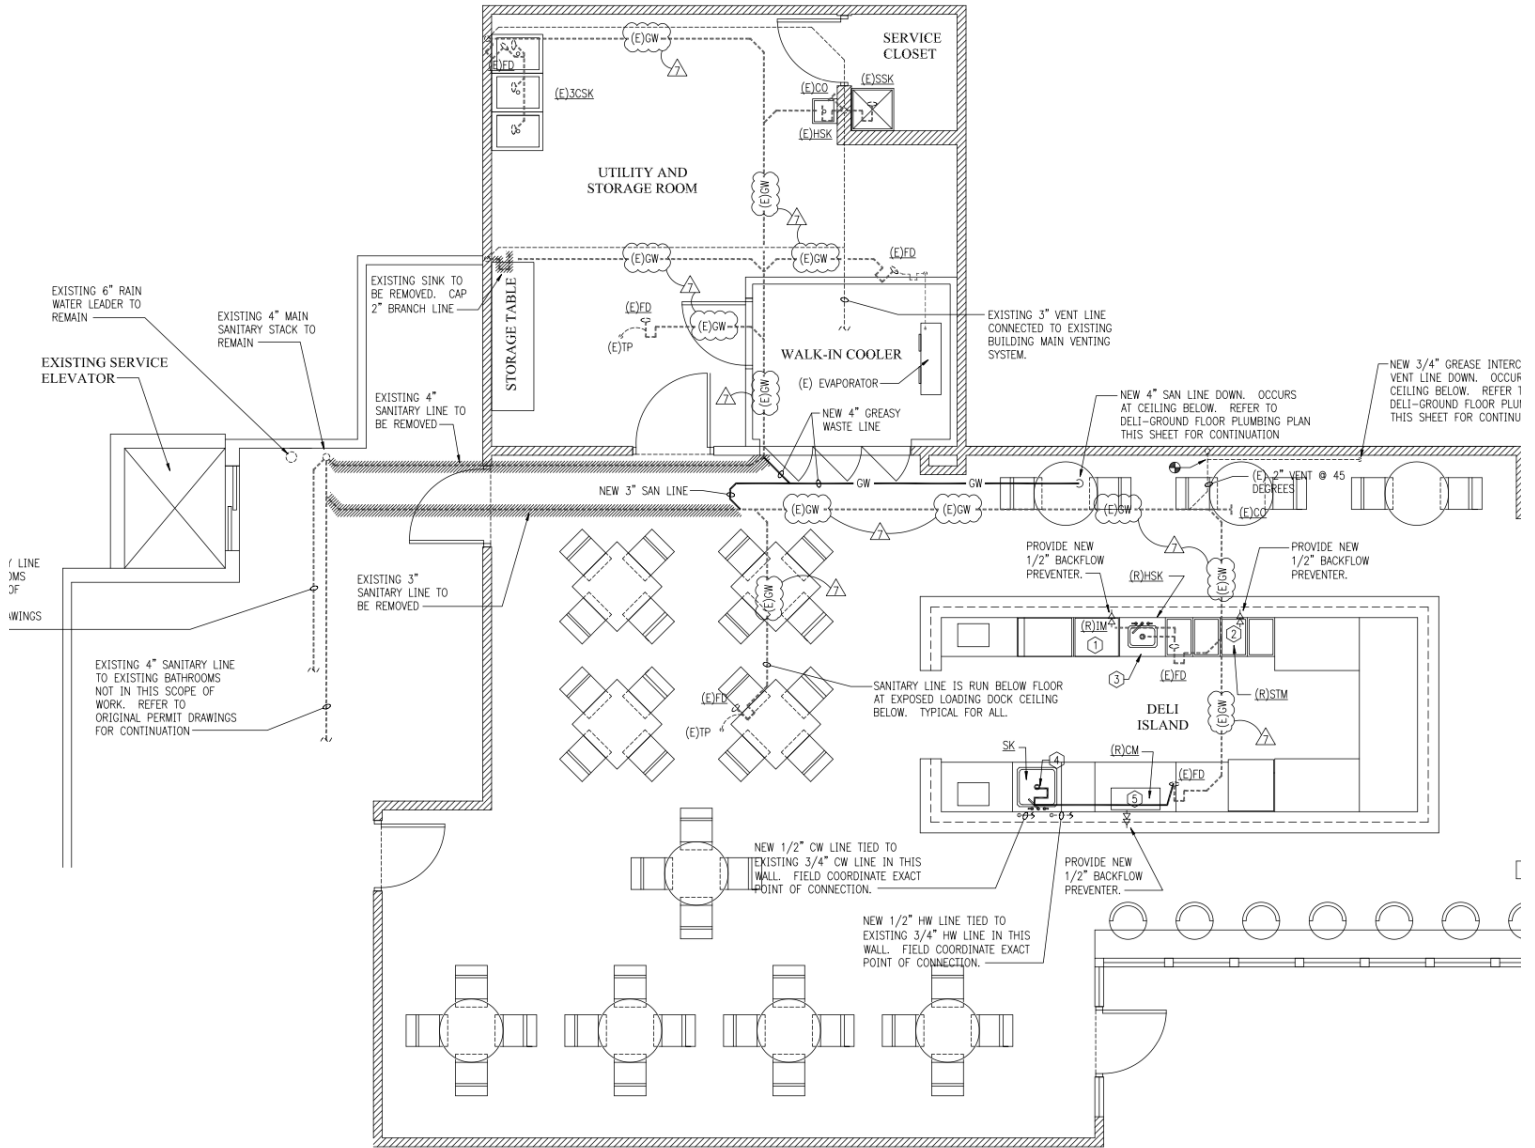 SERVICE
CLOSET
(E)GW
7
(E)FD
(E)3CSK
(E)CO
(E)SSK
(E)HSK
UTILITY AND
STORAGE ROOM
(E)GW
7
(E)GW
(E)GW
(E)FD
7
EXISTING SINK TO
BE REMOVED. CAP
2" BRANCH LINE
EXISTING 6" RAIN
WATER LEADER TO
REMAIN
EXISTING 4" MAIN
SANITARY STACK TO
REMAIN
EXISTING SERVICE
ELEVATOR
STORAGE TABLE
(E)FD
(E)GW
(E)TP
EXISTING 3" VENT LINE
CONNECTED TO EXISTING
BUILDING MAIN VENTING
SYSTEM.
WALK-IN COOLER
(E) EVAPORATOR
(E)GW
7
EXISTING 4"
SANITARY LINE TO
BE REMOVED
NEW 4" GREASY
WASTE LINE
NEW 4" SAN LINE DOWN. OCCURS
AT CEILING BELOW. REFER TO
DELI-GROUND FLOOR PLUMBING PLAN
THIS SHEET FOR CONTINUATION
NEW 3/4" GREASE INTERC
VENT LINE DOWN. OCCUR
CEILING BELOW. REFER T
DELI-GROUND FLOOR PLUM
THIS SHEET FOR CONTINU
NEW 3" SAN LINE
GW
GW
(E) 2" VENT @ 45
DEGREES
(E)CO
(E)GW
(E)GW
(E)GW
7
7
Y LINE
OMS
OF
AWINGS
EXISTING 3"
SANITARY LINE TO
BE REMOVED
(E)GW
7
PROVIDE NEW
1/2" BACKFLOW
PREVENTER.
(R)HSK
(E)GW
PROVIDE NEW
1/2" BACKFLOW
PREVENTER.
(R)IM
1
2
3
(E)FD
(R)STM
EXISTING 4" SANITARY LINE
TO EXISTING BATHROOMS
NOT IN THIS SCOPE OF
WORK. REFER TO
ORIGINAL PERMIT DRAWINGS
FOR CONTINUATION
SANITARY LINE IS RUN BELOW FLOOR
AT EXPOSED LOADING DOCK CEILING
BELOW. TYPICAL FOR ALL.
(E)FD
(E)TP
DELI
ISLAND
(E)GW
7
SK
4
(R)CM
(E)FD
5
NEW 1/2" CW LINE TIED TO
EXISTING 3/4" CW LINE IN THIS
WALL. FIELD COORDINATE EXACT
POINT OF CONNECTION.
PROVIDE NEW
1/2" BACKFLOW
PREVENTER.
NEW 1/2" HW LINE TIED TO
EXISTING 3/4" HW LINE IN THIS
WALL. FIELD COORDINATE EXACT
POINT OF CONNECTION.